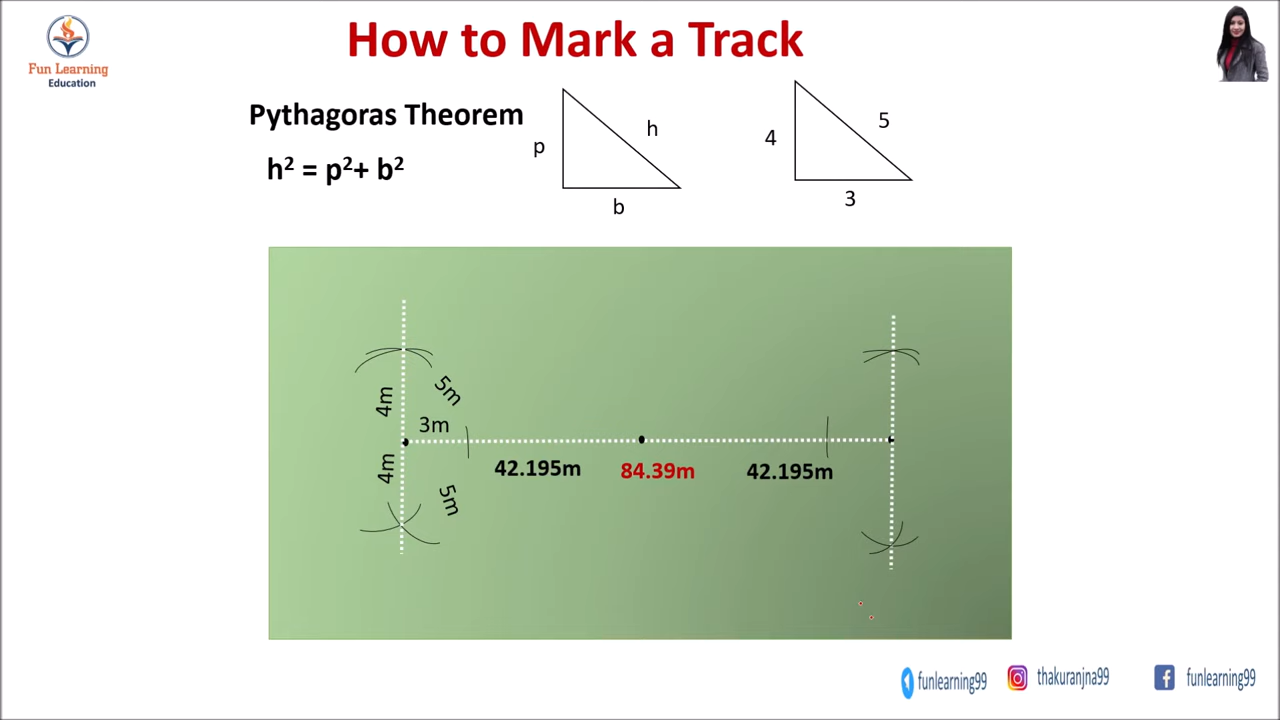 How to Mark a Track
Fun Learning
Education
Pythagoras Theorem
h² = p²+ b²
p
h
b
4
5
3
4m
5m
3m
4m
5m
42.195m
84.39m
42.195m
funlearning99
thakuranjna99
funlearning99